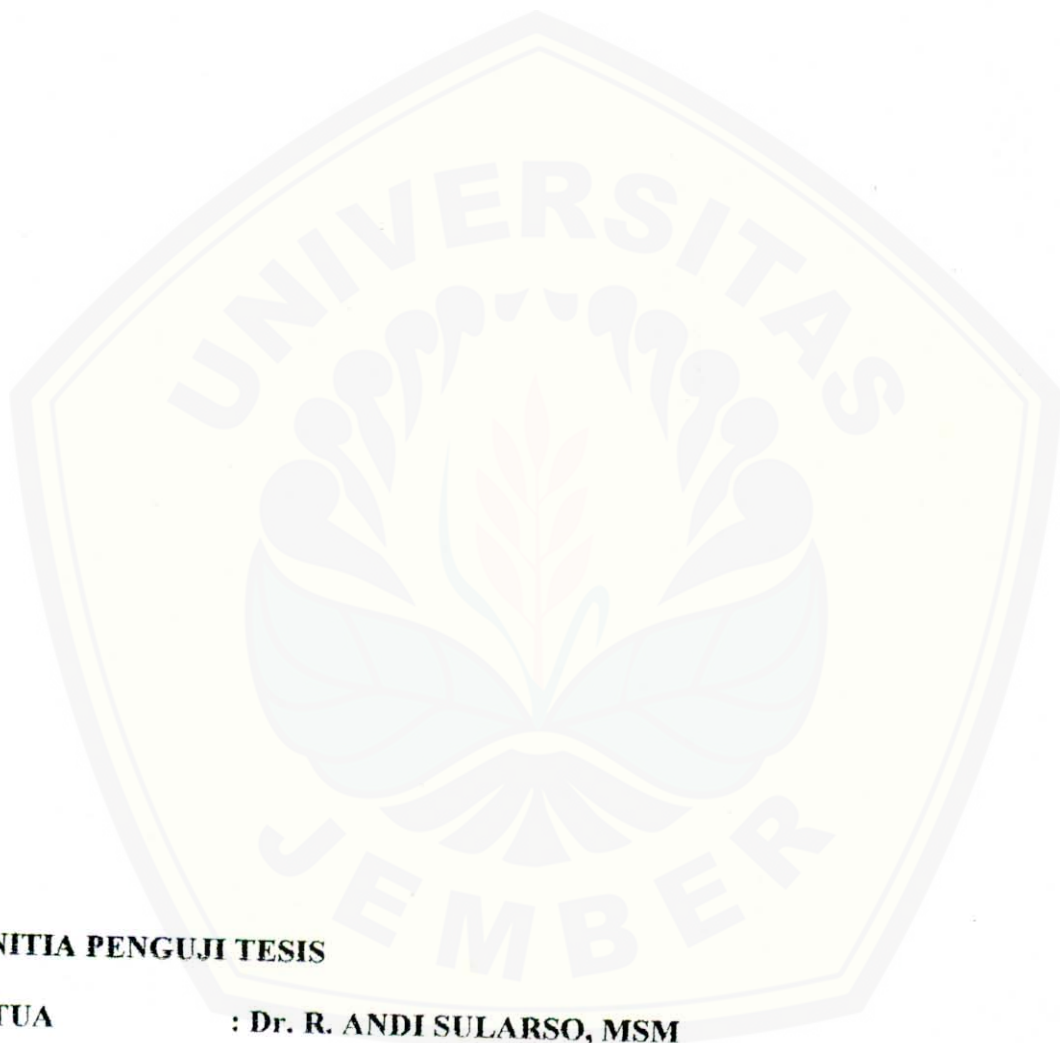 UNIVERSITAS
JEMBER
NITIA PENGUJI TESIS
TUA : Dr. R. ANDI SULARSO, MSM